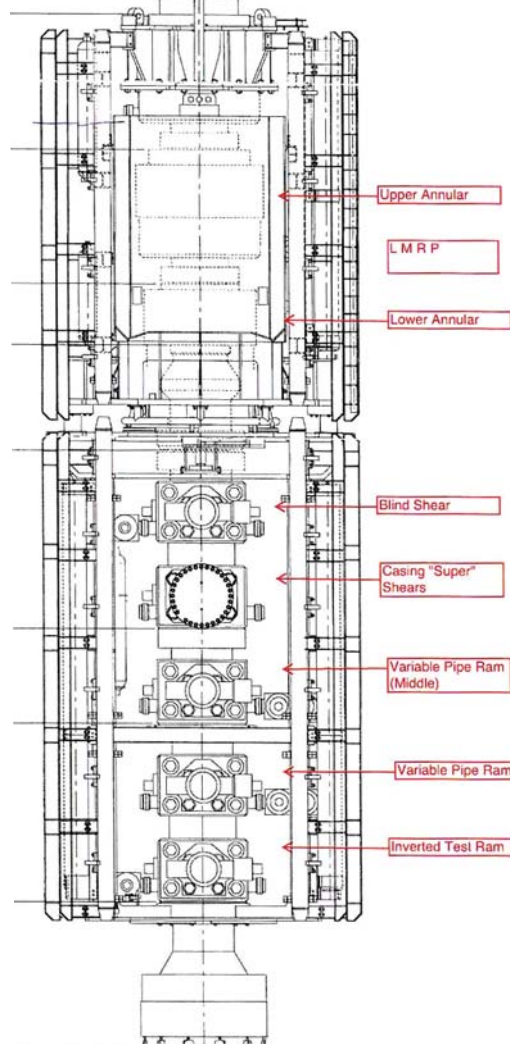 Upper Annular
L M R P
Lower Annular
Blind Shear
Casing "Super"
Shears
Variable Pipe Ram
(Middle)
Variable Pipe Ram
Inverted Test Ram